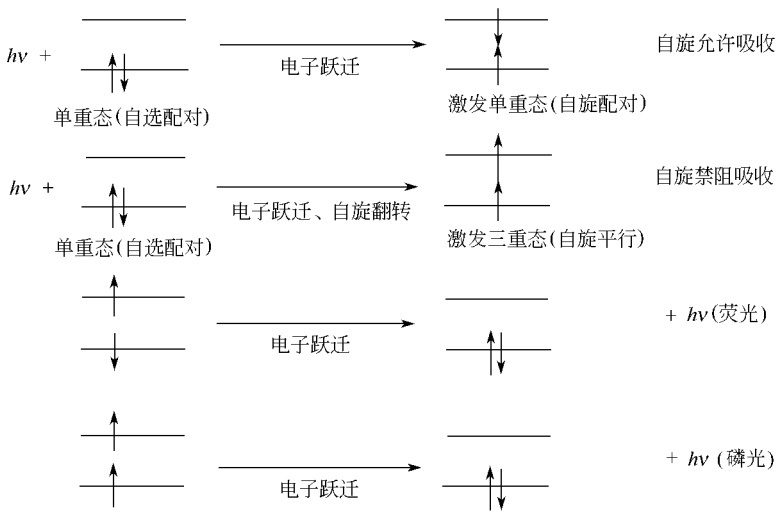 hν +
电子跃迁
自旋允许吸收
单重态(自选配对)
激发单重态(自旋配对)
hν +
电子跃迁、自旋翻转
自旋禁阻吸收
单重态(自选配对)
激发三重态(自旋平行)
电子跃迁
+ hν(荧光)
电子跃迁
+ hν (磷光)